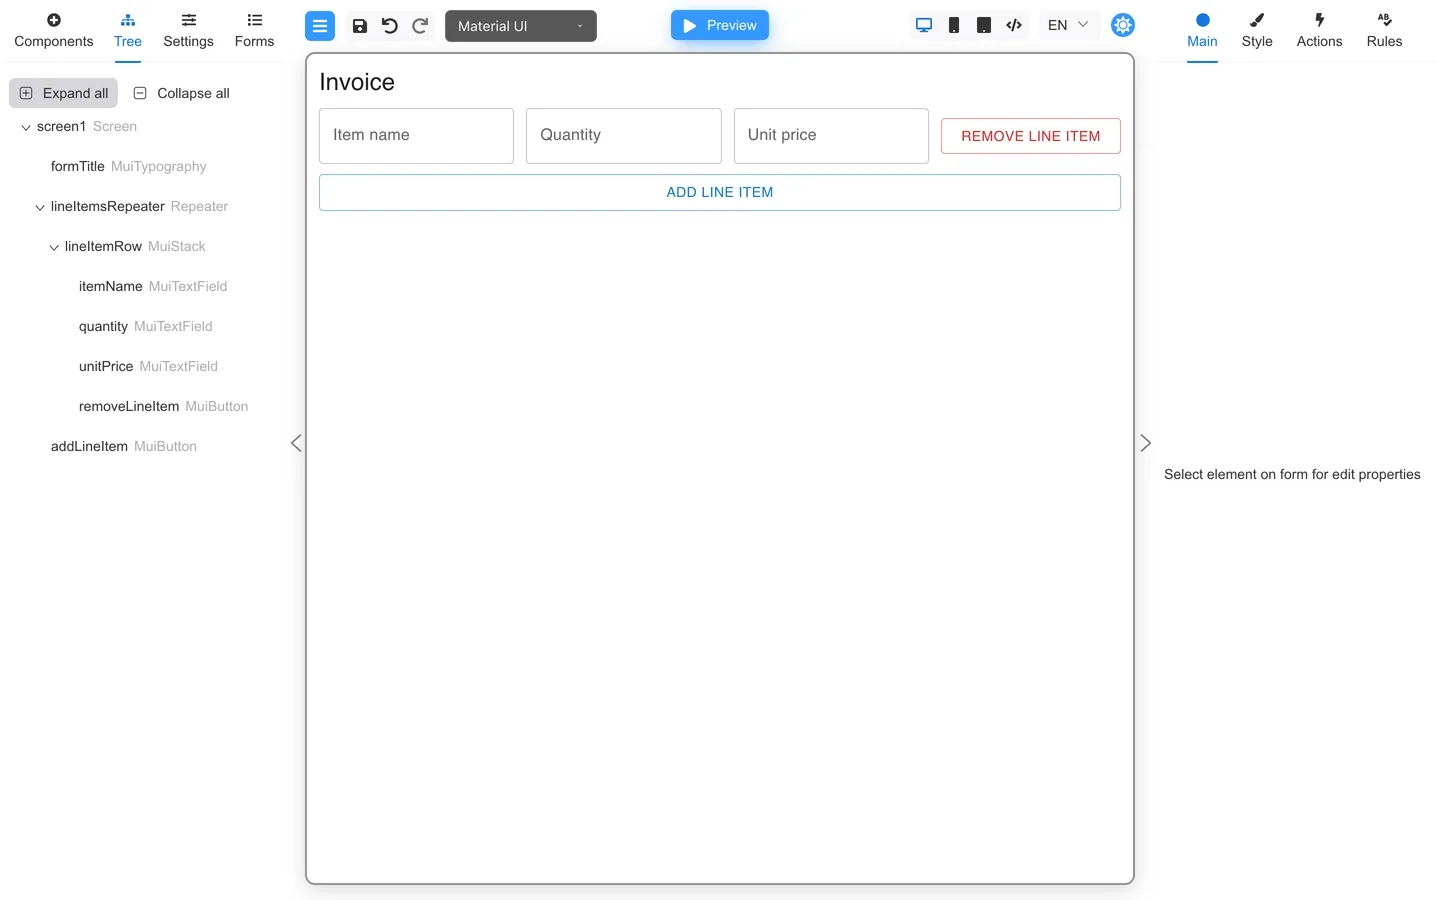 Components Tree Settings Forms
Material UI
Preview
EN
Main Style Actions Rules
Expand all Collapse all
screen1 Screen
formTitle MuiTypography
lineItemsRepeater Repeater
lineItemRow MuiStack
itemName MuiTextField
quantity MuiTextField
unitPrice MuiTextField
removeLineItem MuiButton
addLineItem MuiButton
Invoice
Item name Quantity Unit price REMOVE LINE ITEM
ADD LINE ITEM
Select element on form for edit properties